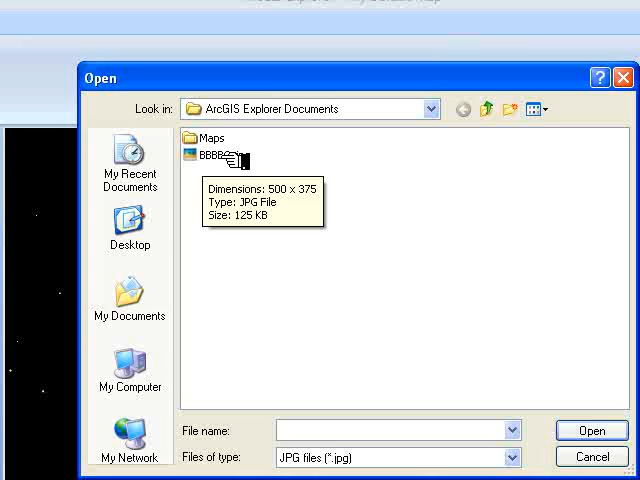 Open
Look in:
ArcGIS Explorer Documents
Maps
My Recent
Documents
Dimensions: 500 x 375
Type: JPG File
Size: 125 KB
Desktop
My Documents
My Computer
My Network
File name:
Open
Files of type:
JPG files (*.jpg)
Cancel